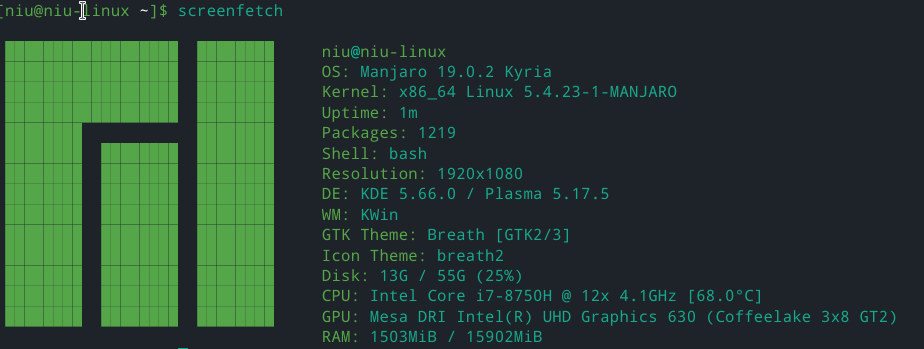 [niu@niu-linux ~]$ screenfetch
niu@niu-linux
OS: Manjaro 19.0.2 Kyria
Kernel: x86_64 Linux 5.4.23-1-MANJARO
Uptime: 1m
Packages: 1219
Shell: bash
Resolution: 1920x1080
DE: KDE 5.66.0 / Plasma 5.17.5
WM: KWin
GTK Theme: Breath [GTK2/3]
Icon Theme: breath2
Disk: 13G / 55G (25%)
CPU: Intel Core i7-8750H @ 12x 4.1GHz [68.0°C]
GPU: Mesa DRI Intel(R) UHD Graphics 630 (Coffeelake 3x8 GT2)
RAM: 1503MiB / 15902MiB